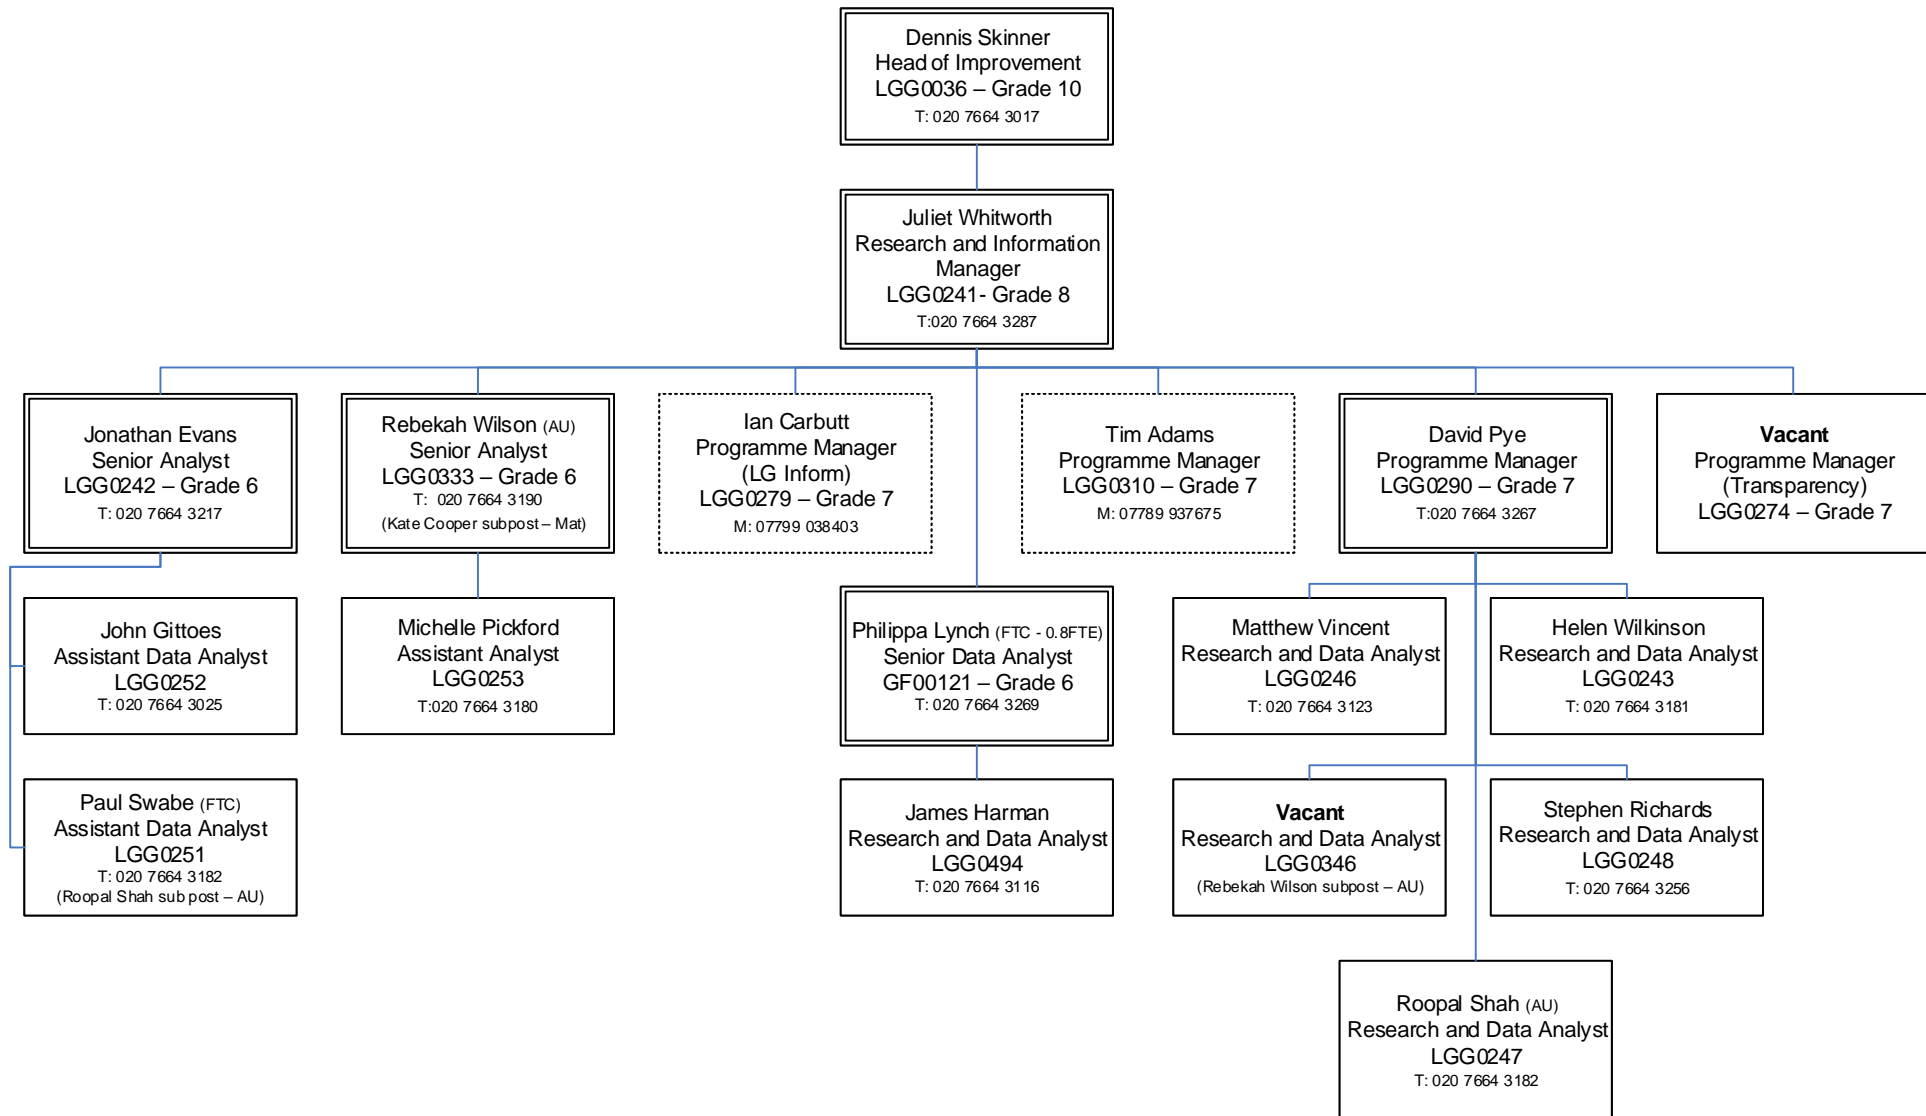 Dennis Skinner
Head of Improvement
LGG0036 – Grade 10
T: 020 7664 3017
Juliet Whitworth
Research and Information
Manager
LGG0241- Grade 8
T:020 7664 3287
Jonathan Evans
Senior Analyst
LGG0242 – Grade 6
T: 020 7664 3217
Rebekah Wilson (AU)
Senior Analyst
LGG0333 – Grade 6
T: 020 7664 3190
(Kate Cooper subpost – Mat)
Ian Carbutt
Programme Manager
(LG Inform)
LGG0279 – Grade 7
M: 07799 038403
Tim Adams
Programme Manager
LGG0310 – Grade 7
M: 07789 937675
David Pye
Programme Manager
LGG0290 – Grade 7
T:020 7664 3267
Vacant
Programme Manager
(Transparency)
LGG0274 – Grade 7
John Gittoes
Assistant Data Analyst
LGG0252
T: 020 7664 3025
Michelle Pickford
Assistant Analyst
LGG0253
T:020 7664 3180
Philippa Lynch (FTC - 0.8FTE)
Senior Data Analyst
GF00121 – Grade 6
T: 020 7664 3269
Matthew Vincent
Research and Data Analyst
LGG0246
T: 020 7664 3123
Helen Wilkinson
Research and Data Analyst
LGG0243
T: 020 7664 3181
Paul Swabe (FTC)
Assistant Data Analyst
LGG0251
T: 020 7664 3182
(Roopal Shah sub post – AU)
James Harman
Research and Data Analyst
LGG0494
T: 020 7664 3116
Vacant
Research and Data Analyst
LGG0346
(Rebekah Wilson subpost – AU)
Stephen Richards
Research and Data Analyst
LGG0248
T: 020 7664 3256
Roopal Shah (AU)
Research and Data Analyst
LGG0247
T: 020 7664 3182